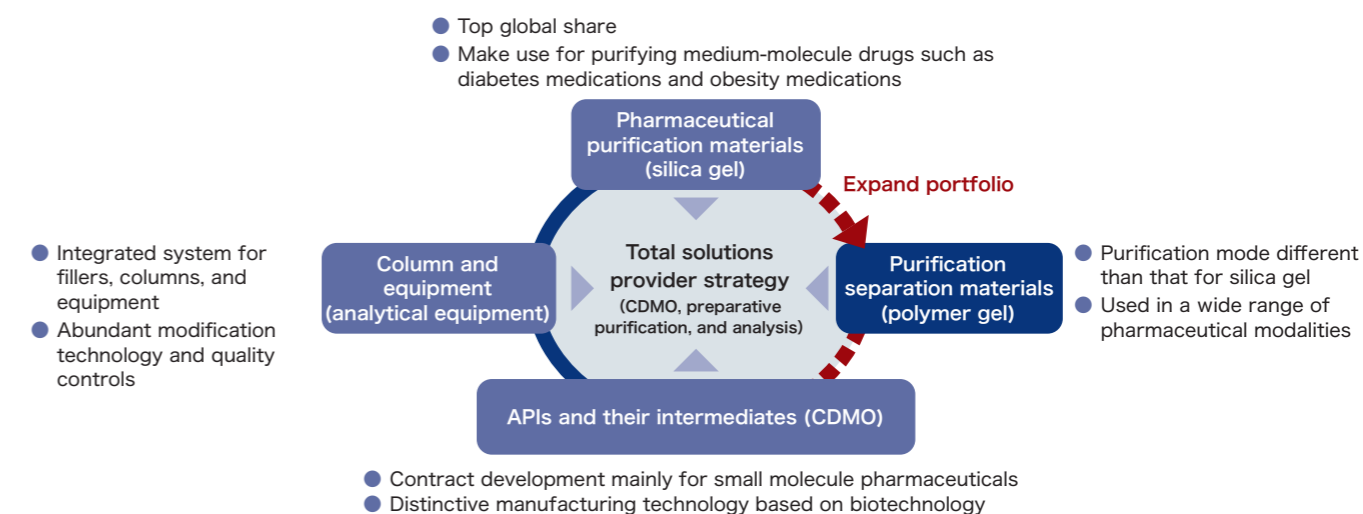 ● Top global share
● Make use for purifying medium-molecule drugs such as
diabetes medications and obesity medications
Pharmaceutical
purification materials
(silica gel)
Expand portfolio
● Integrated system for
fillers, columns, and
equipment
● Abundant modification
technology and quality
controls
Column and
equipment
(analytical equipment)
Total solutions
provider strategy
(CDMO, preparative
purification, and analysis)
Purification
separation materials
(polymer gel)
● Purification mode different
than that for silica gel
● Used in a wide range of
pharmaceutical modalities
APIs and their intermediates (CDMO)
● Contract development mainly for small molecule pharmaceuticals
● Distinctive manufacturing technology based on biotechnology